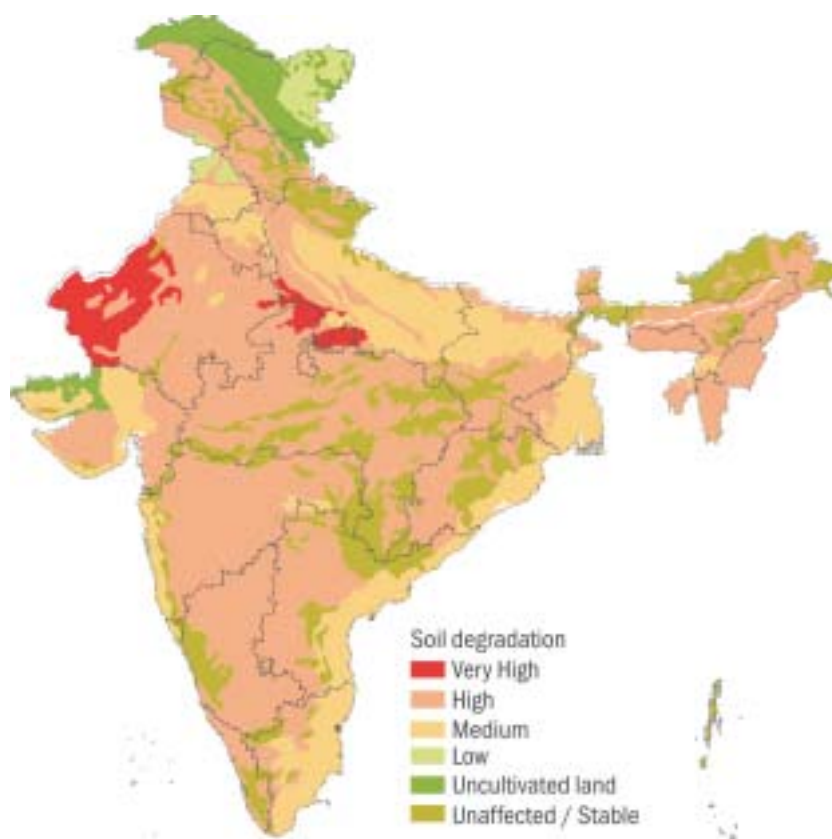 Soil degradation
Very High
High
Medium
Low
Uncultivated land
Unaffected / Stable